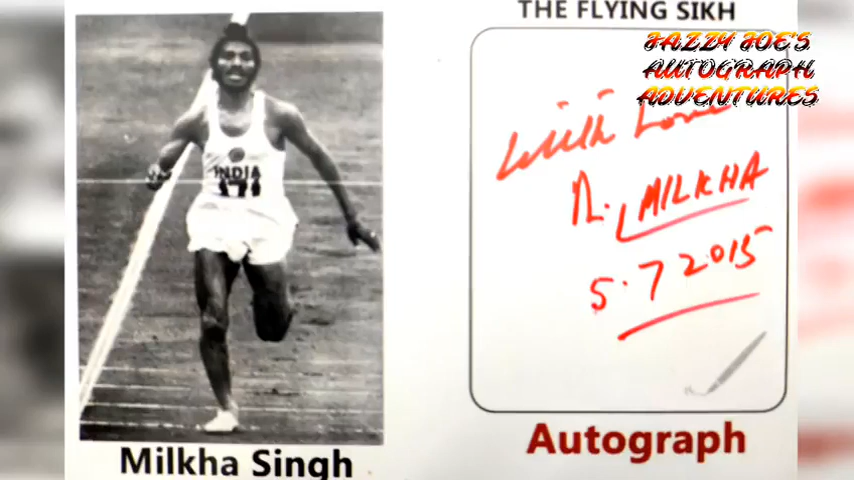 THE FLYING SIKH
JAZZY JOE'S
AUTOGRAPH
ADVENTURES
With Love
MILKHA
5.7 2015
INDIA
171
Milkha Singh
Autograph